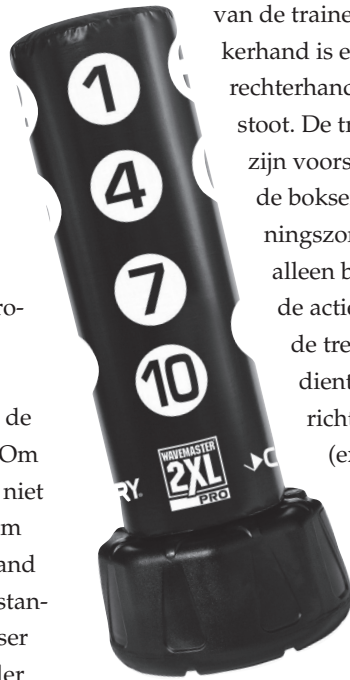 ro-
de
Om
niet
m
and
stan-
ser
ler
1
4
7
10
RY.
WAVEMASTER
2XL
PRO
C
van de traine
kerhand is e
rechterhand
stoot. De tr
zijn voors
de bokse
ningszor
alleen b
de actie
de tre
dient
richt
(ex